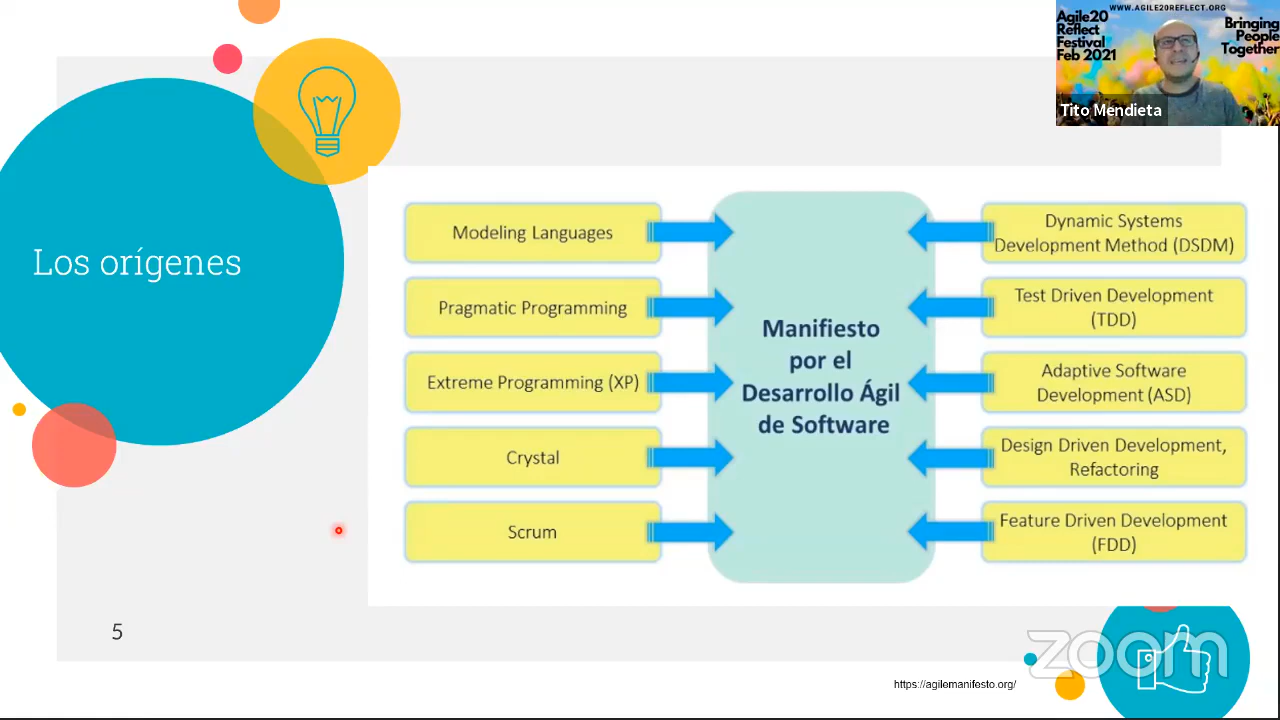 WWW.AGILE20REFLECT.ORG
Agile20
Reflect
Festival
Feb 2021
Bringing
People
Together
Tito Mendieta
Los orígenes
Modeling Languages
Pragmatic Programming
Extreme Programming (XP)
Crystal
Scrum
Manifiesto
por el
Desarrollo Ágil
de Software
Dynamic Systems
Development Method (DSDM)
Test Driven Development
(TDD)
Adaptive Software
Development (ASD)
Design Driven Development,
Refactoring
Feature Driven Development
(FDD)
5
zoom
https://agilemanifesto.org/